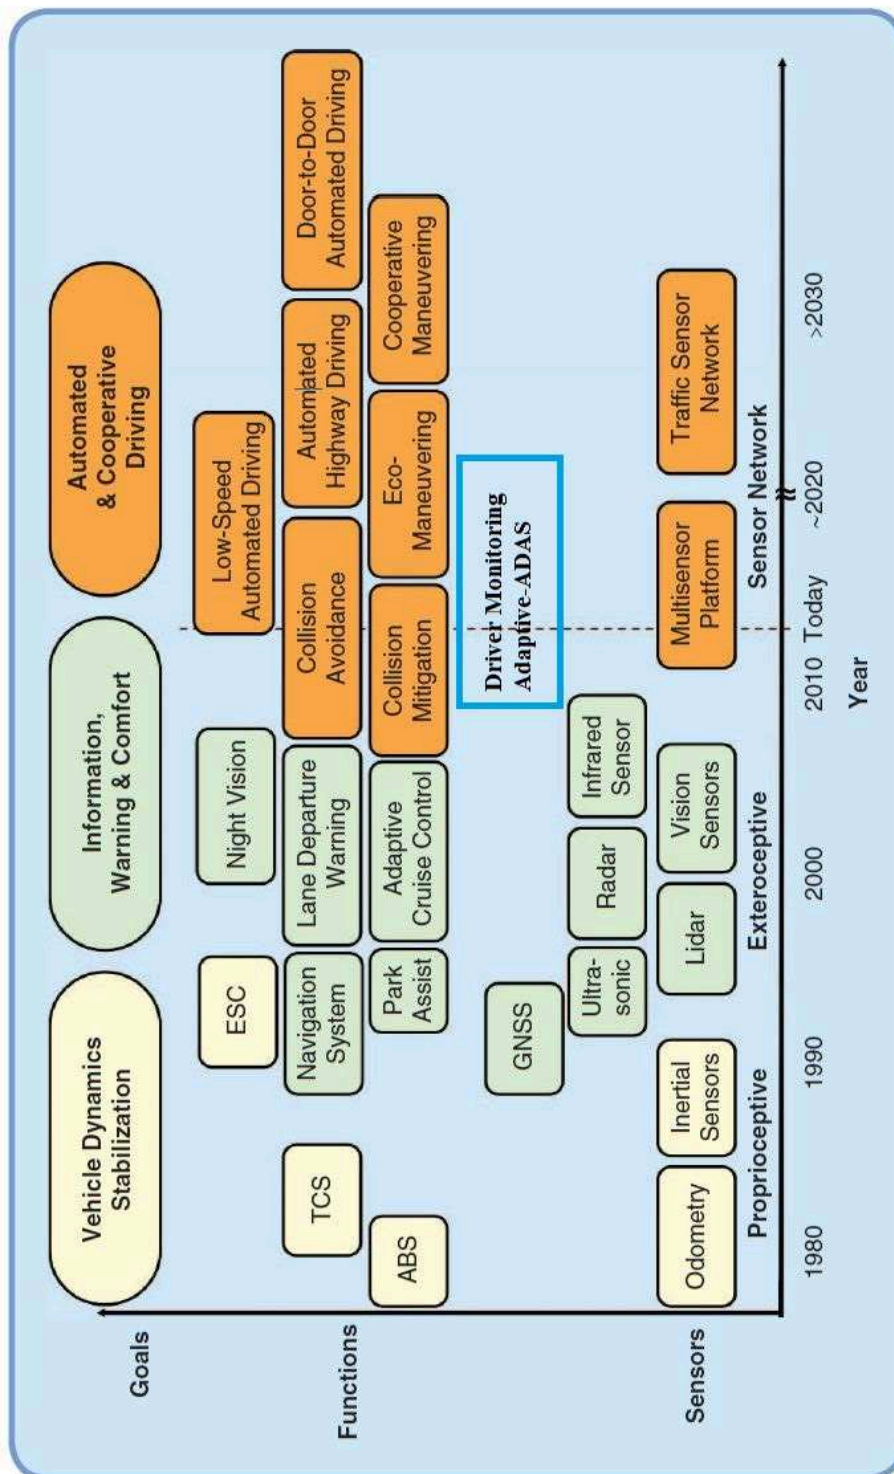 Goals
Vehicle Dynamics
Stabilization
Information,
Warning & Comfort
Automated
& Cooperative
Driving
Functions
ESC
Night Vision
Low-Speed
Automated Driving
TCS
Navigation
System
Lane Departure
Warning
Collision
Avoidance
Automated
Highway Driving
Door-to-Door
Automated Driving
ABS
Park
Assist
Adaptive
Cruise Control
Collision
Mitigation
Eco-
Maneuvering
Cooperative
Maneuvering
Driver Monitoring
Adaptive-ADAS
GNSS
Ultra-
sonic
Radar
Infrared
Sensor
Sensors
Odometry
Inertial
Sensors
Lidar
Vision
Sensors
Multisensor
Platform
Traffic Sensor
Network
Proprioceptive
Exteroceptive
Sensor Network
1980
1990
2000
2010
Today
~2020
>2030
Year